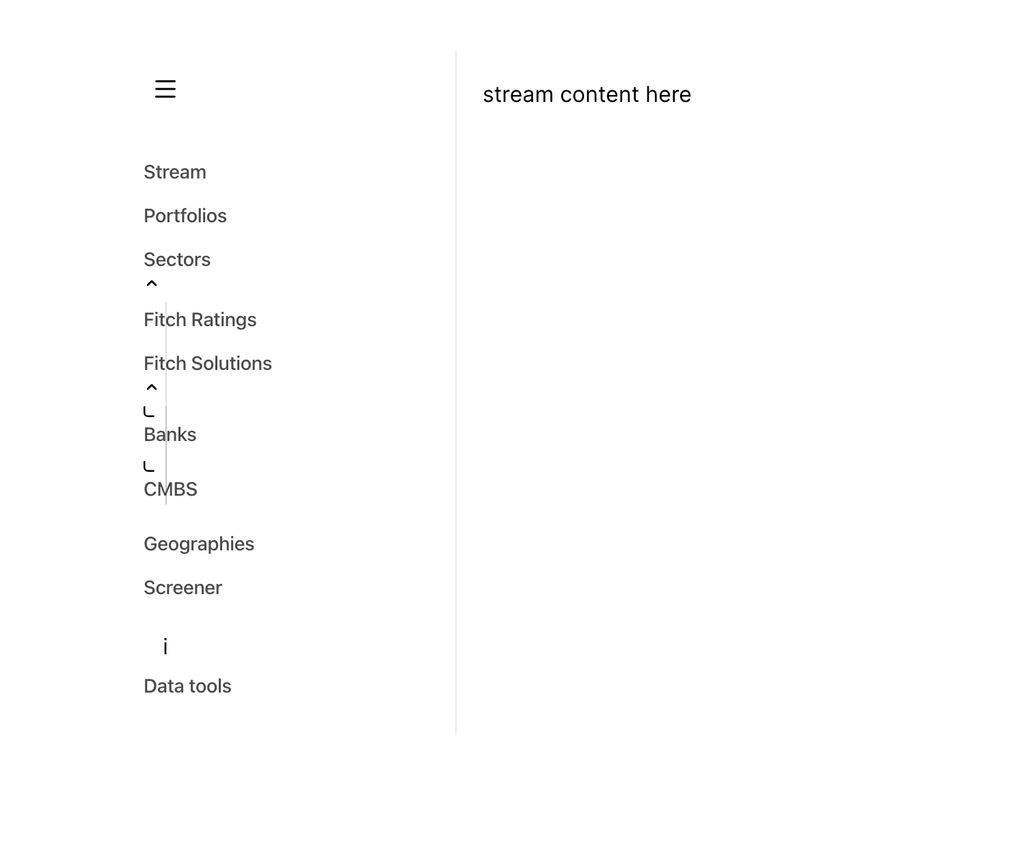 stream content here
Stream
Portfolios
Sectors
Fitch Ratings
Fitch Solutions
Banks
CMBS
Geographies
Screener
i
Data tools